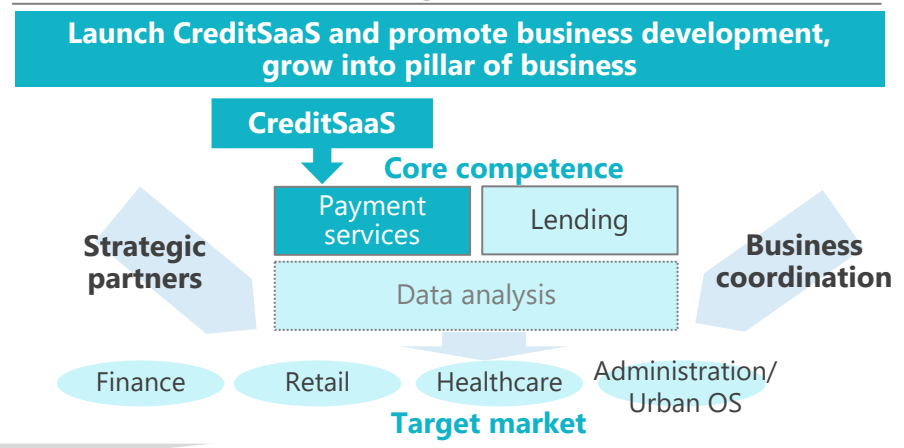 Launch CreditSaaS and promote business development,
grow into pillar of business
CreditSaaS
Core competence
Payment
services
Lending
Strategic
partners
Business
coordination
Data analysis
Finance
Retail
Healthcare
Administration/
Urban OS
Target market